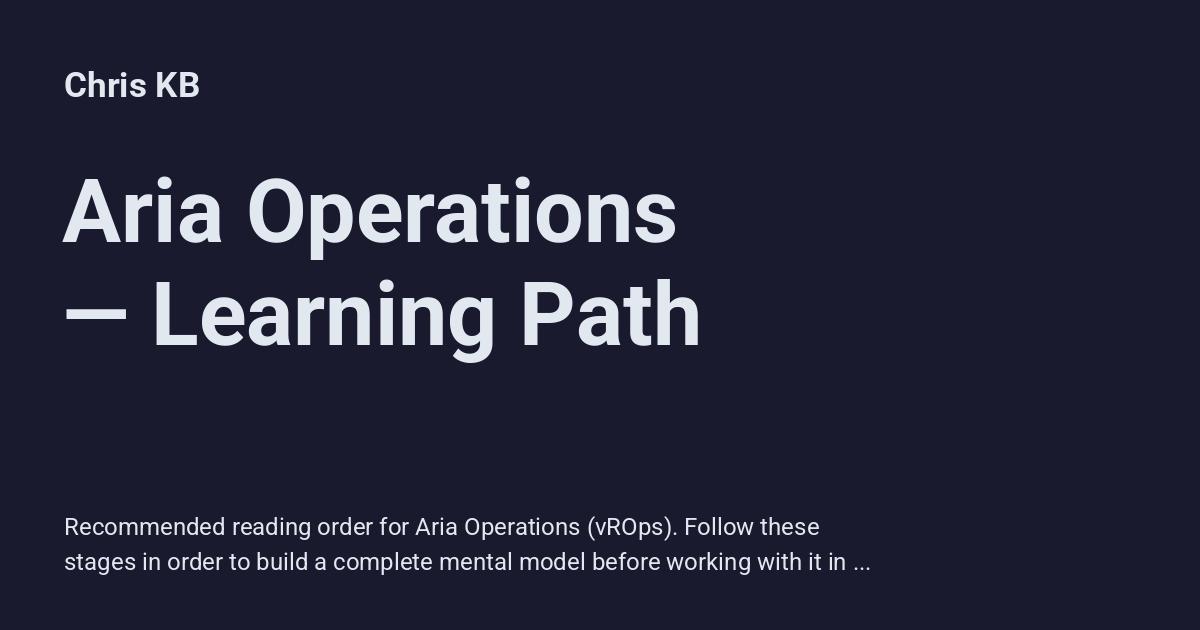 Chris KB
Aria Operations
— Learning Path
Recommended reading order for Aria Operations (vROps). Follow these
stages in order to build a complete mental model before working with it in ...